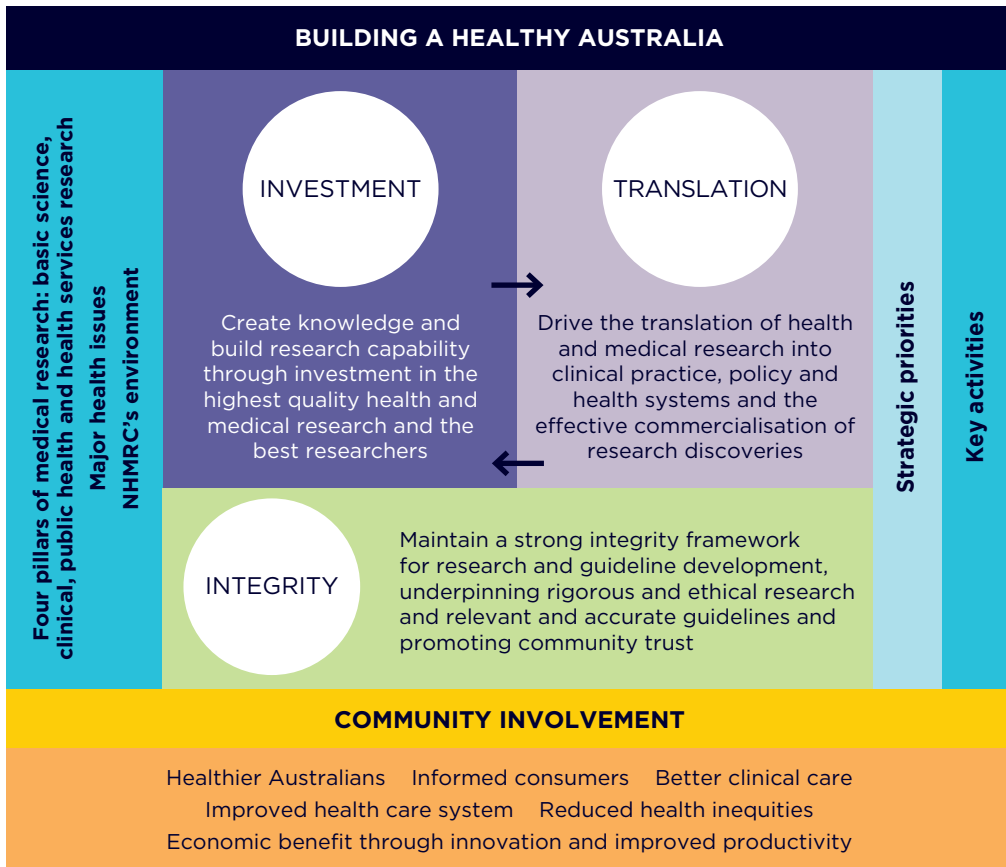 BUILDING A HEALTHY AUSTRALIA
Four pillars of medical research: basic science,
clinical, public health and health services research
Major health issues
NHMRC’s environment
INVESTMENT
Create knowledge and
build research capability
through investment in the
highest quality health and
medical research and the
best researchers
TRANSLATION
Drive the translation of health
and medical research into
clinical practice, policy and
health systems and the
effective commercialisation of
research discoveries
INTEGRITY
Maintain a strong integrity framework
for research and guideline development,
underpinning rigorous and ethical research
and relevant and accurate guidelines and
promoting community trust
Strategic priorities
Key activities
COMMUNITY INVOLVEMENT
Healthier Australians Informed consumers Better clinical care
Improved health care system Reduced health inequities
Economic benefit through innovation and improved productivity